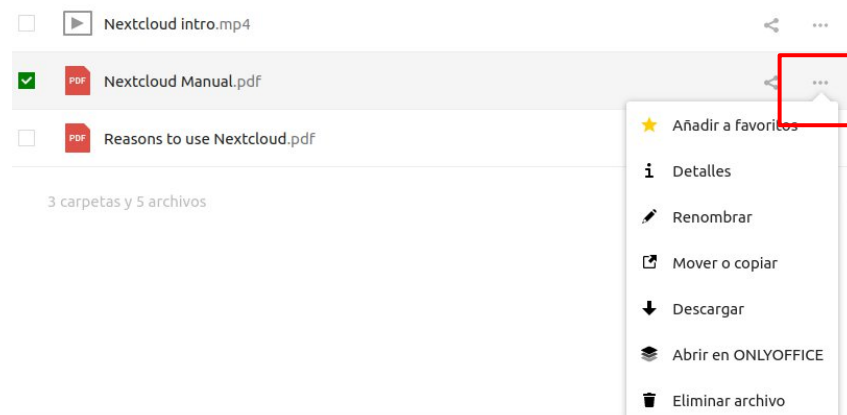 Nextcloud intro.mp4
PDF Nextcloud Manual.pdf
Añadir a favoritos
PDF Reasons to use Nextcloud.pdf
Detalles
3 carpetas y 5 archivos
Renombrar
Mover o copiar
Descargar
Abrir en ONLYOFFICE
Eliminar archivo